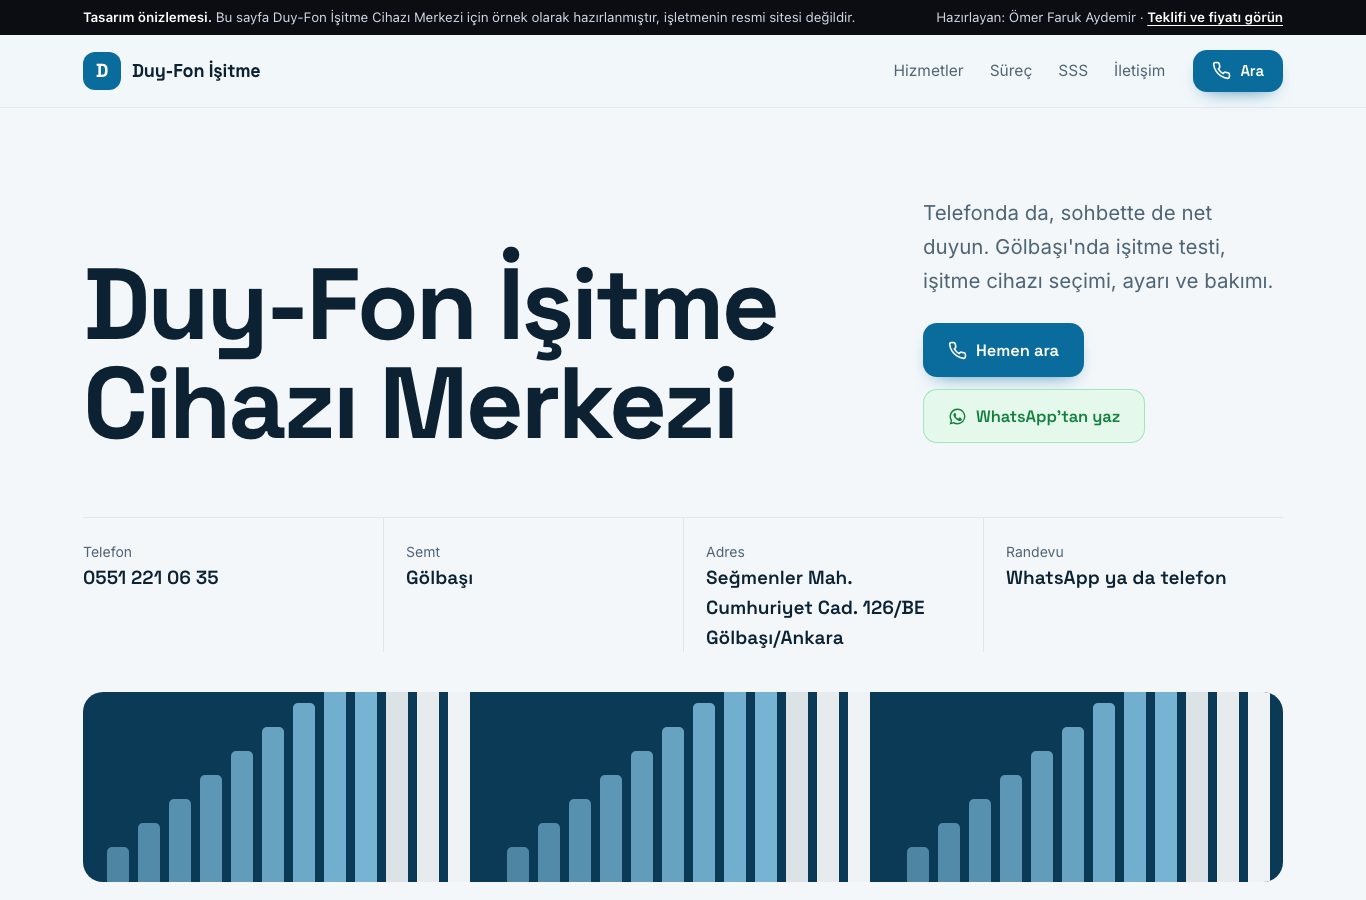 Tasarım önizlemesi. Bu sayfa Duy-Fon İşitme Cihazı Merkezi için örnek olarak hazırlanmıştır, işletmenin resmi sitesi değildir.
Hazırlayan: Ömer Faruk Aydemir · Teklifi ve fiyatı görün
D
Duy-Fon İşitme
Hizmetler
Süreç
SSS
İletişim
Ara
Telefonda da, sohbette de net
duyun. Gölbaşı'nda işitme testi,
işitme cihazı seçimi, ayarı ve bakımı.
Duy-Fon İşitme
Cihazı Merkezi
Hemen ara
WhatsApp’tan yaz
Telefon
0551 221 06 35
Semt
Gölbaşı
Adres
Seğmenler Mah.
Cumhuriyet Cad. 126/BE
Gölbaşı/Ankara
Randevu
WhatsApp ya da telefon